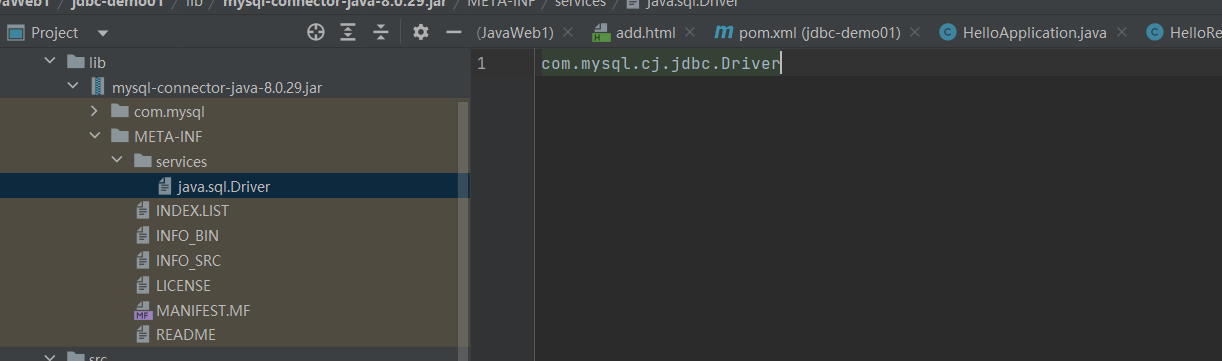 JavaWeb1 / jdbc-demo01 / lib / mysql-connector-java-8.0.29.jar / META-INF / services / java.sql.Driver
Project (JavaWeb1) add.html pom.xml (jdbc-demo01) HelloApplication.java HelloRe
lib
1 com.mysql.cj.jdbc.Driver
mysql-connector-java-8.0.29.jar
com.mysql
META-INF
services
java.sql.Driver
INDEX.LIST
INFO_BIN
INFO_SRC
LICENSE
MF MANIFEST.MF
README
src